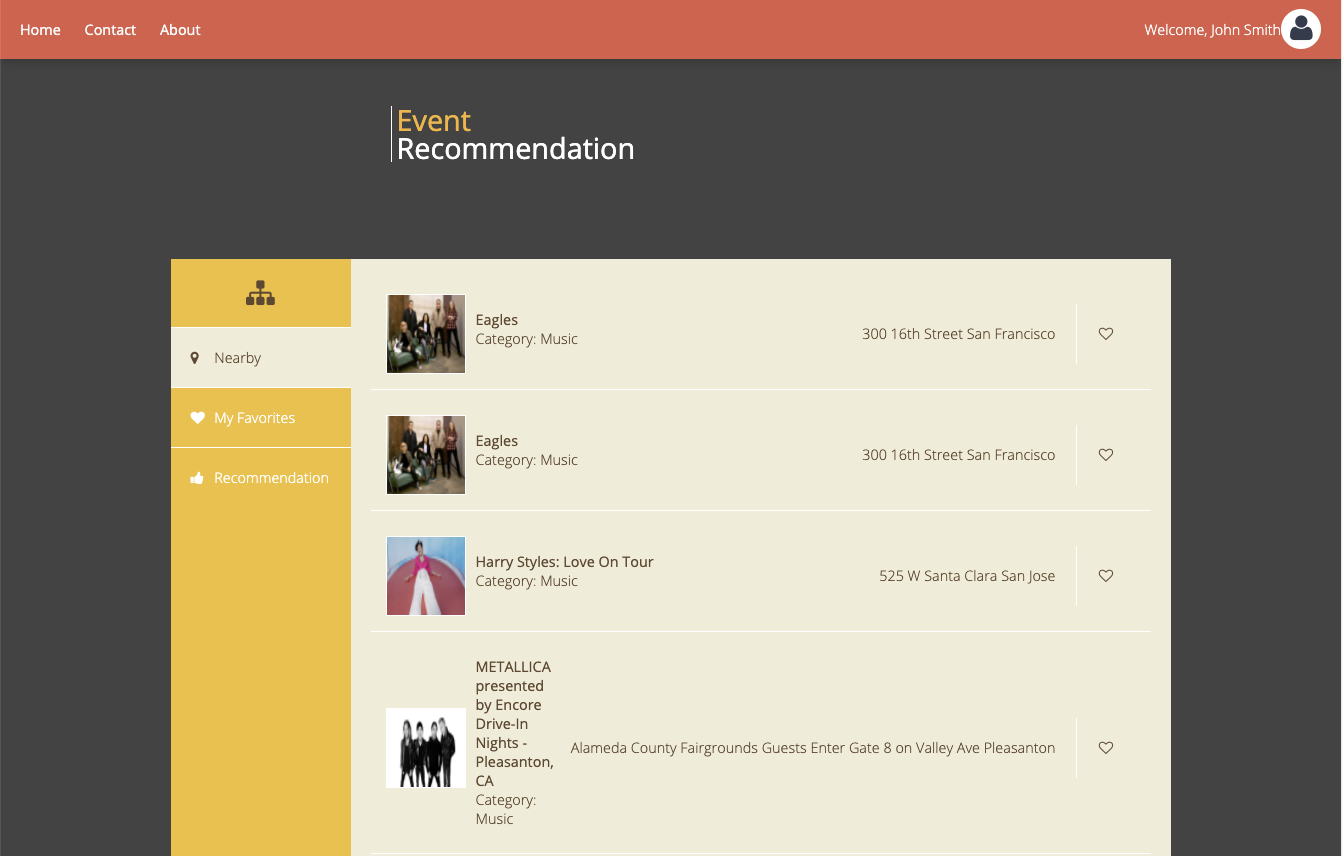 Home Contact About Welcome, John Smith
Event
Recommendation
Nearby
My Favorites
Recommendation
Eagles
Category: Music
300 16th Street San Francisco
Eagles
Category: Music
300 16th Street San Francisco
Harry Styles: Love On Tour
Category: Music
525 W Santa Clara San Jose
METALLICA
presented
by Encore
Drive-In
Nights -
Pleasanton,
CA
Category:
Music
Alameda County Fairgrounds Guests Enter Gate 8 on Valley Ave Pleasanton